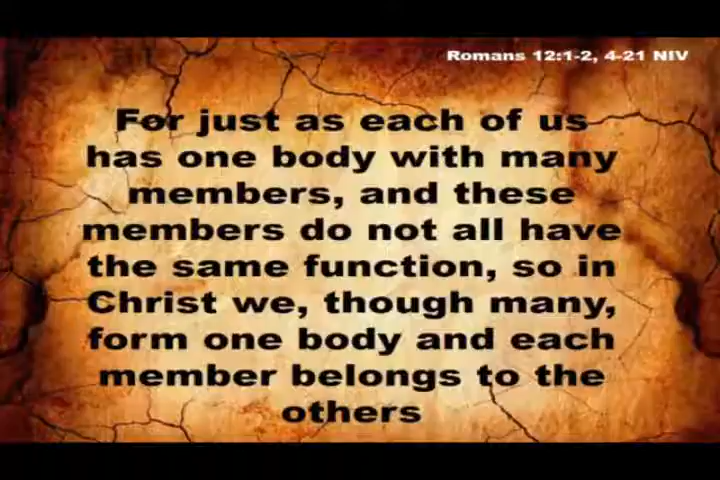 Romans 12:1-2, 4-21 NIV
For just as each of us
has one body with many
members, and these
members do not all have
the same function, so in
Christ we, though many,
form one body and each
member belongs to the
others